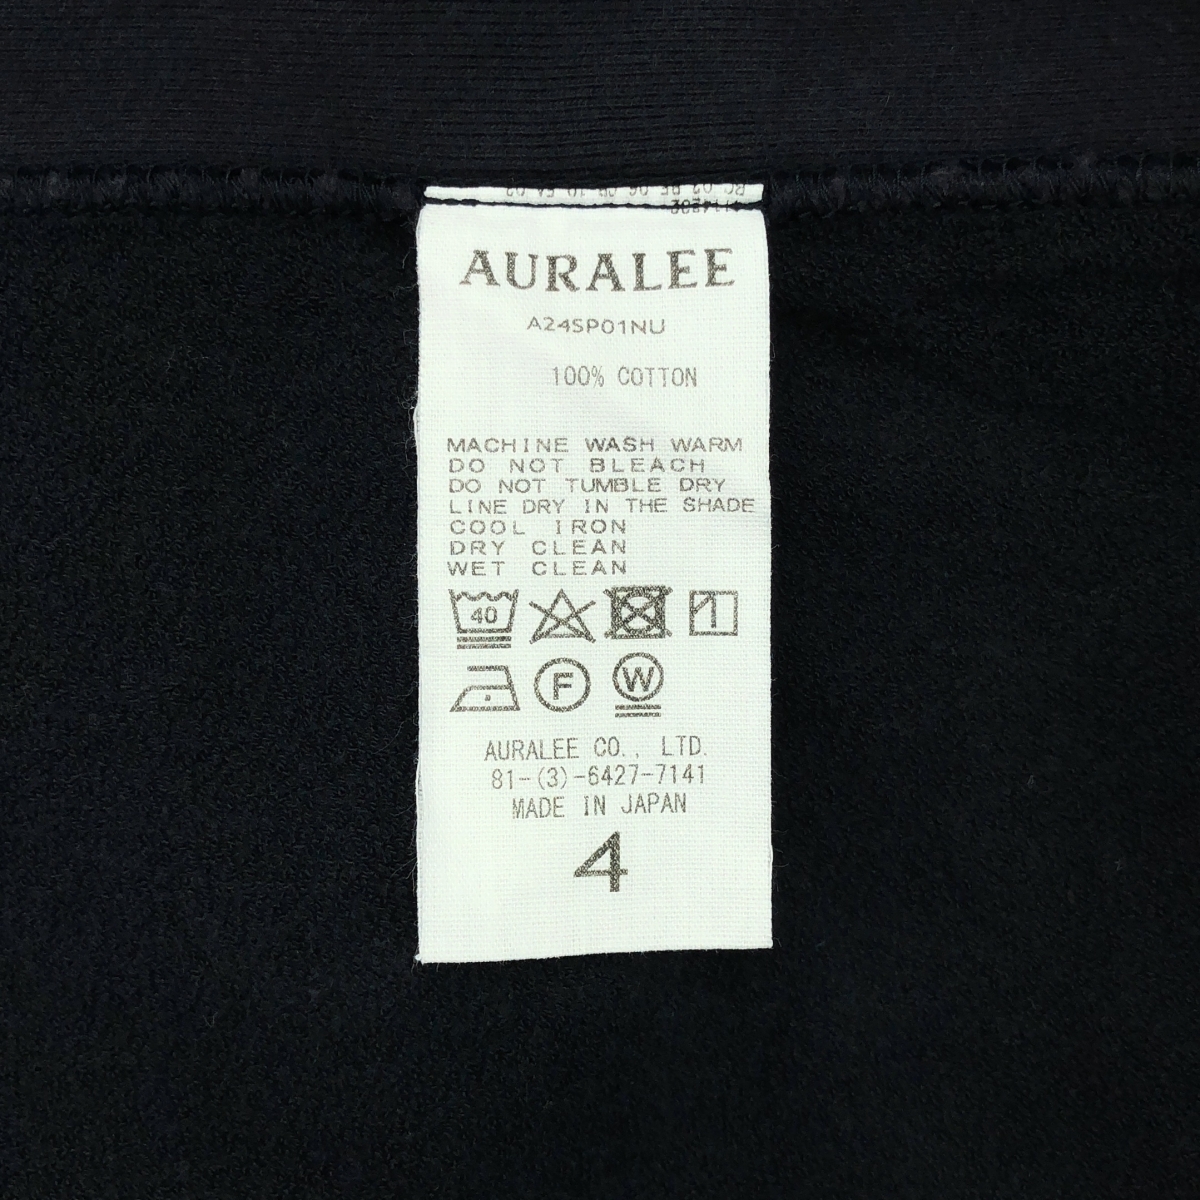 AURALEE
A24SP01NU
100% COTTON
MACHINE WASH WARM
DO NOT BLEACH
DO NOT TUMBLE DRY
LINE DRY IN THE SHADE
COOL IRON
DRY CLEAN
WET CLEAN
40
F
W
AURALEE CO., LTD.
81-(3)-6427-7141
MADE IN JAPAN
4